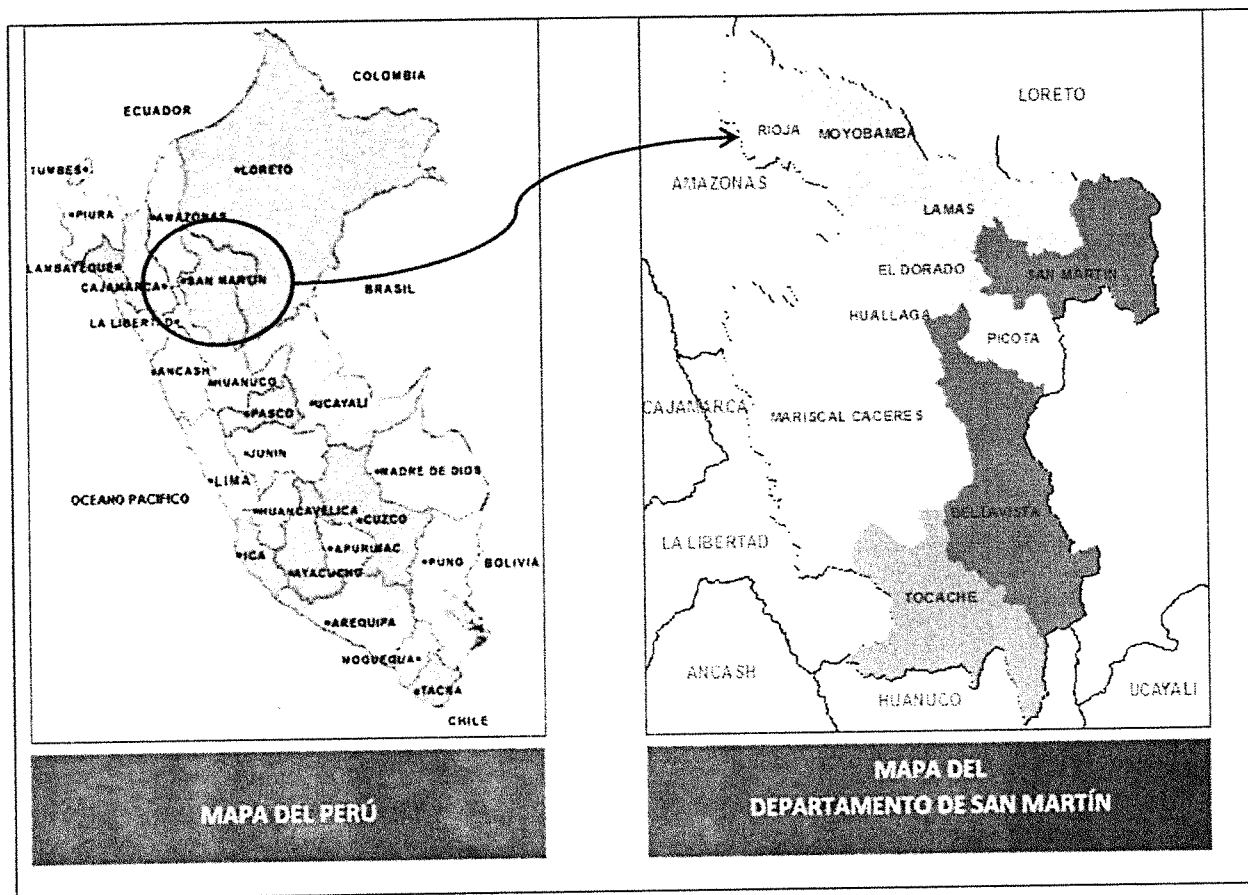 COLOMBIA
ECUADOR
TUMBES
LORETO
PIURA
AMAZONAS
LAMBAYEQUE
SAN MARTIN
CAJAMARCA
BRASIL
LA LIBERTAD
ANCASH
HUANUCO
UCAYALI
PASCO
JUNIN
MADRE DE DIOS
LIMA
OCEANO PACIFICO
HUANCAVELICA
CUZCO
ICA
APURIMAC
PUNO
BOLIVIA
AYACUCHO
AREQUIPA
MOQUEQUA
TACNA
CHILE
MAPA DEL PERÚ
LORETO
RIOJA
MOYOBAMBA
AMAZONAS
LAMAS
EL DORADO
SAN MARTIN
HUALLAGA
PICOTA
CAJAMARCA
MARISCAL CACERES
BELLAVISTA
LA LIBERTAD
TOCACHE
ANCASH
HUANUCO
UCAYALI
MAPA DEL
DEPARTAMENTO DE SAN MARTÍN